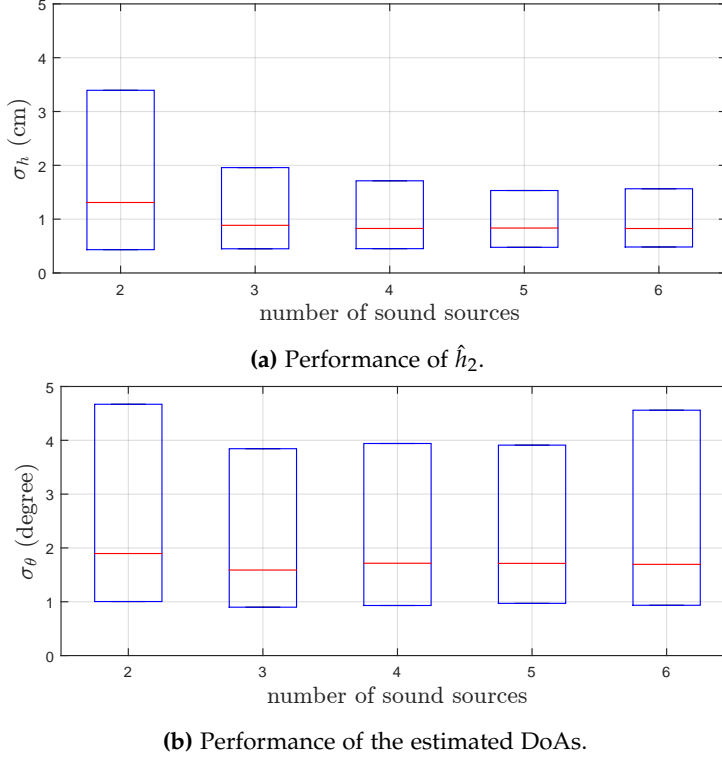 5
4
3
2
1
0
σ_h (cm)
2 3 4 5 6
number of sound sources
(a) Performance of ĥ₂.
5
4
3
2
1
0
σ_θ (degree)
2 3 4 5 6
number of sound sources
(b) Performance of the estimated DoAs.